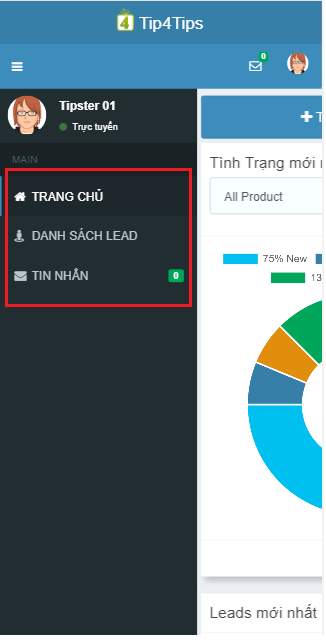 4 Tip4Tips
0
Tipster 01
Trực tuyến
MAIN
TRANG CHỦ
DANH SÁCH LEAD
TIN NHẮN 0
Tình Trạng mới
All Product
75% New
13
Leads mới nhất